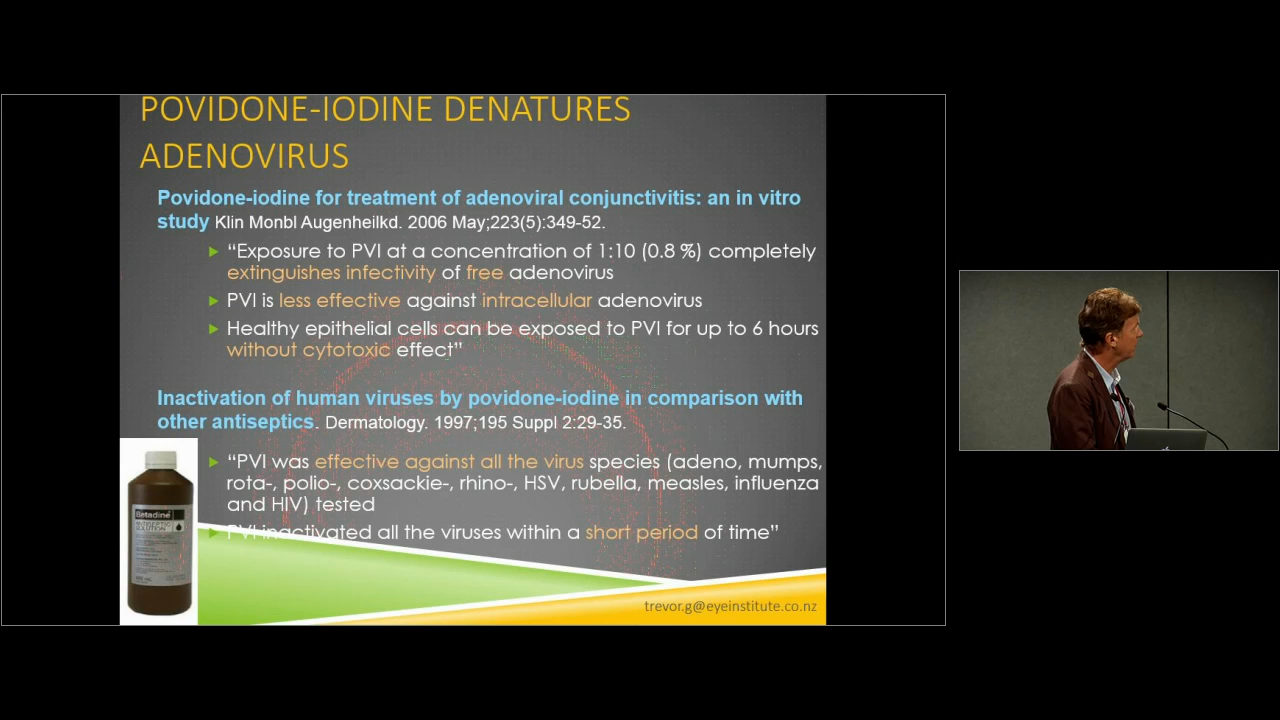 POVIDONE-IODINE DENATURES
ADENOVIRUS
Povidone-iodine for treatment of adenoviral conjunctivitis: an in vitro
study Klin Monbl Augenheilkd. 2006 May;223(5):349-52.
“Exposure to PVI at a concentration of 1:10 (0.8 %) completely
extinguishes infectivity of free adenovirus
PVI is less effective against intracellular adenovirus
Healthy epithelial cells can be exposed to PVI for up to 6 hours
without cytotoxic effect”
Inactivation of human viruses by povidone-iodine in comparison with
other antiseptics. Dermatology. 1997;195 Suppl 2:29-35.
“PVI was effective against all the virus species (adeno, mumps,
rota-, polio-, coxsackie-, rhino-, HSV, rubella, measles, influenza
and HIV) tested
PVI inactivated all the viruses within a short period of time”
Betadine
ANTISEPTIC
SOLUTION
trevor.g@eyeinstitute.co.nz